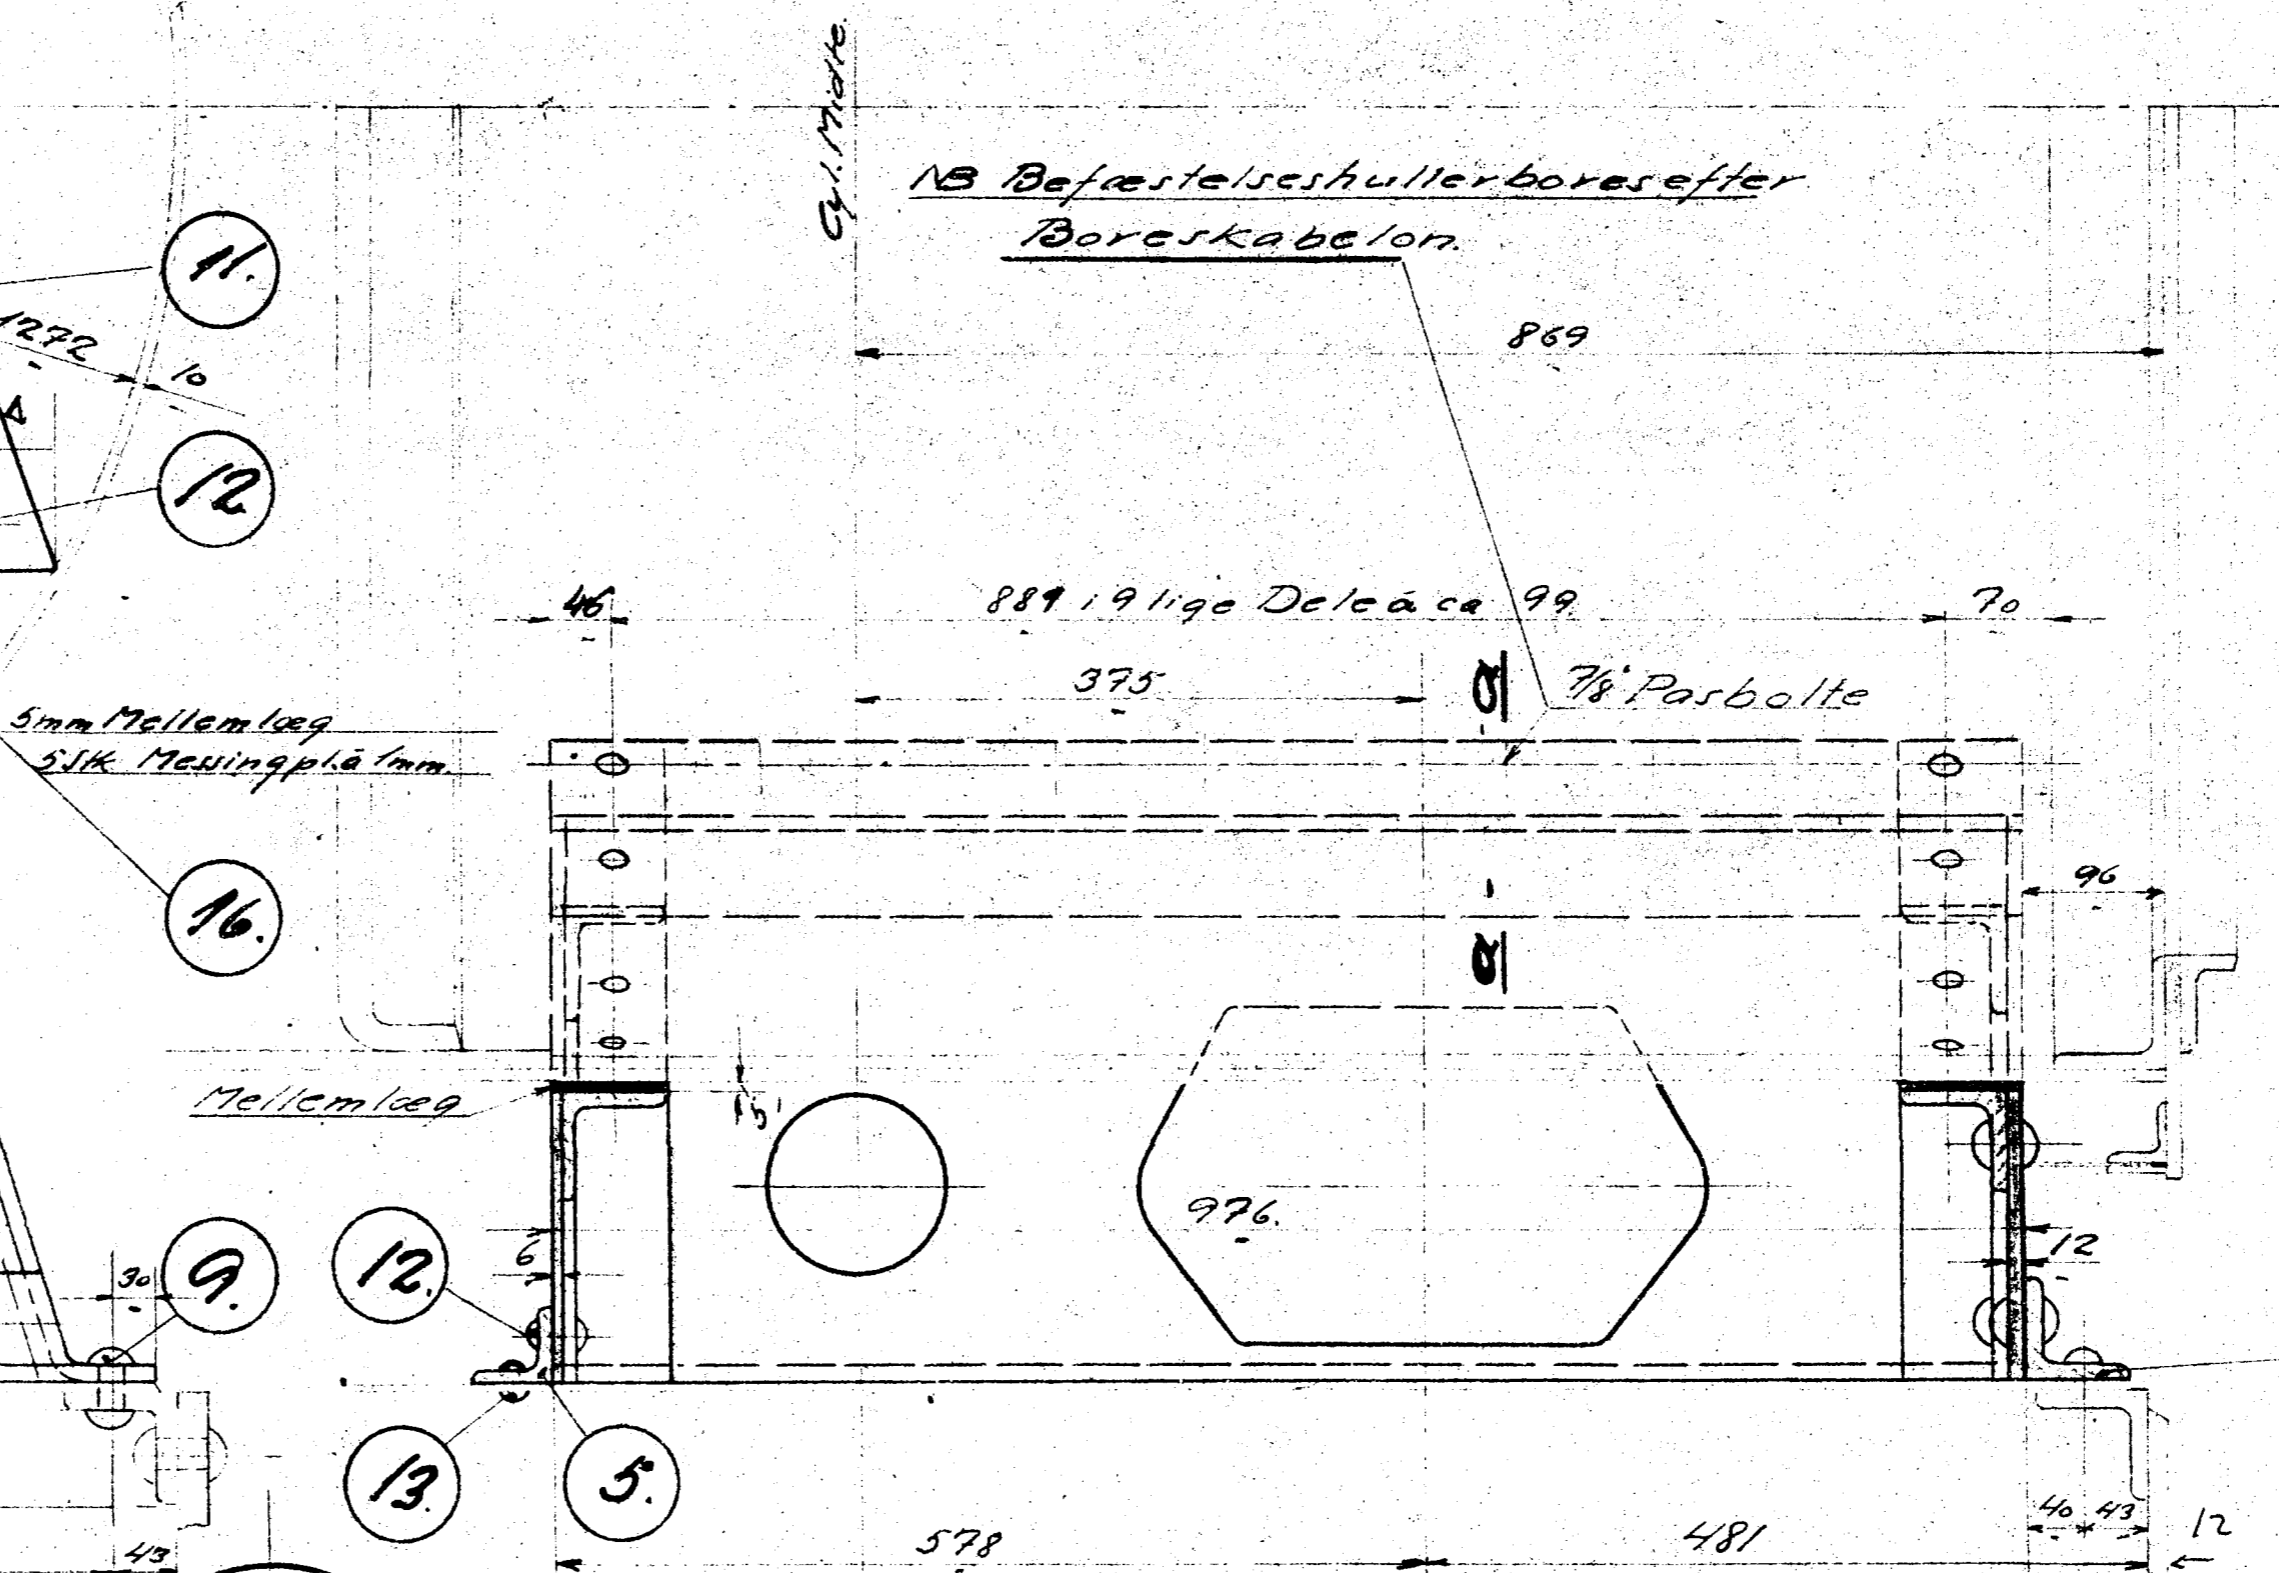 Cyl. Midte.
NB Befæstelseshuller bores efter
Boreskabelon.
11.
1272
10
869
12
46
889 i 9 lige Dele á ca 99.
70
375
a
7/8" Pasbolte
5mm Mellemlæg
5 Stk Messingpl. à 1mm.
16.
96
a
Mellemlæg
5
976.
6
12
30
9.
12.
13.
5.
40
43
12
43
578
481